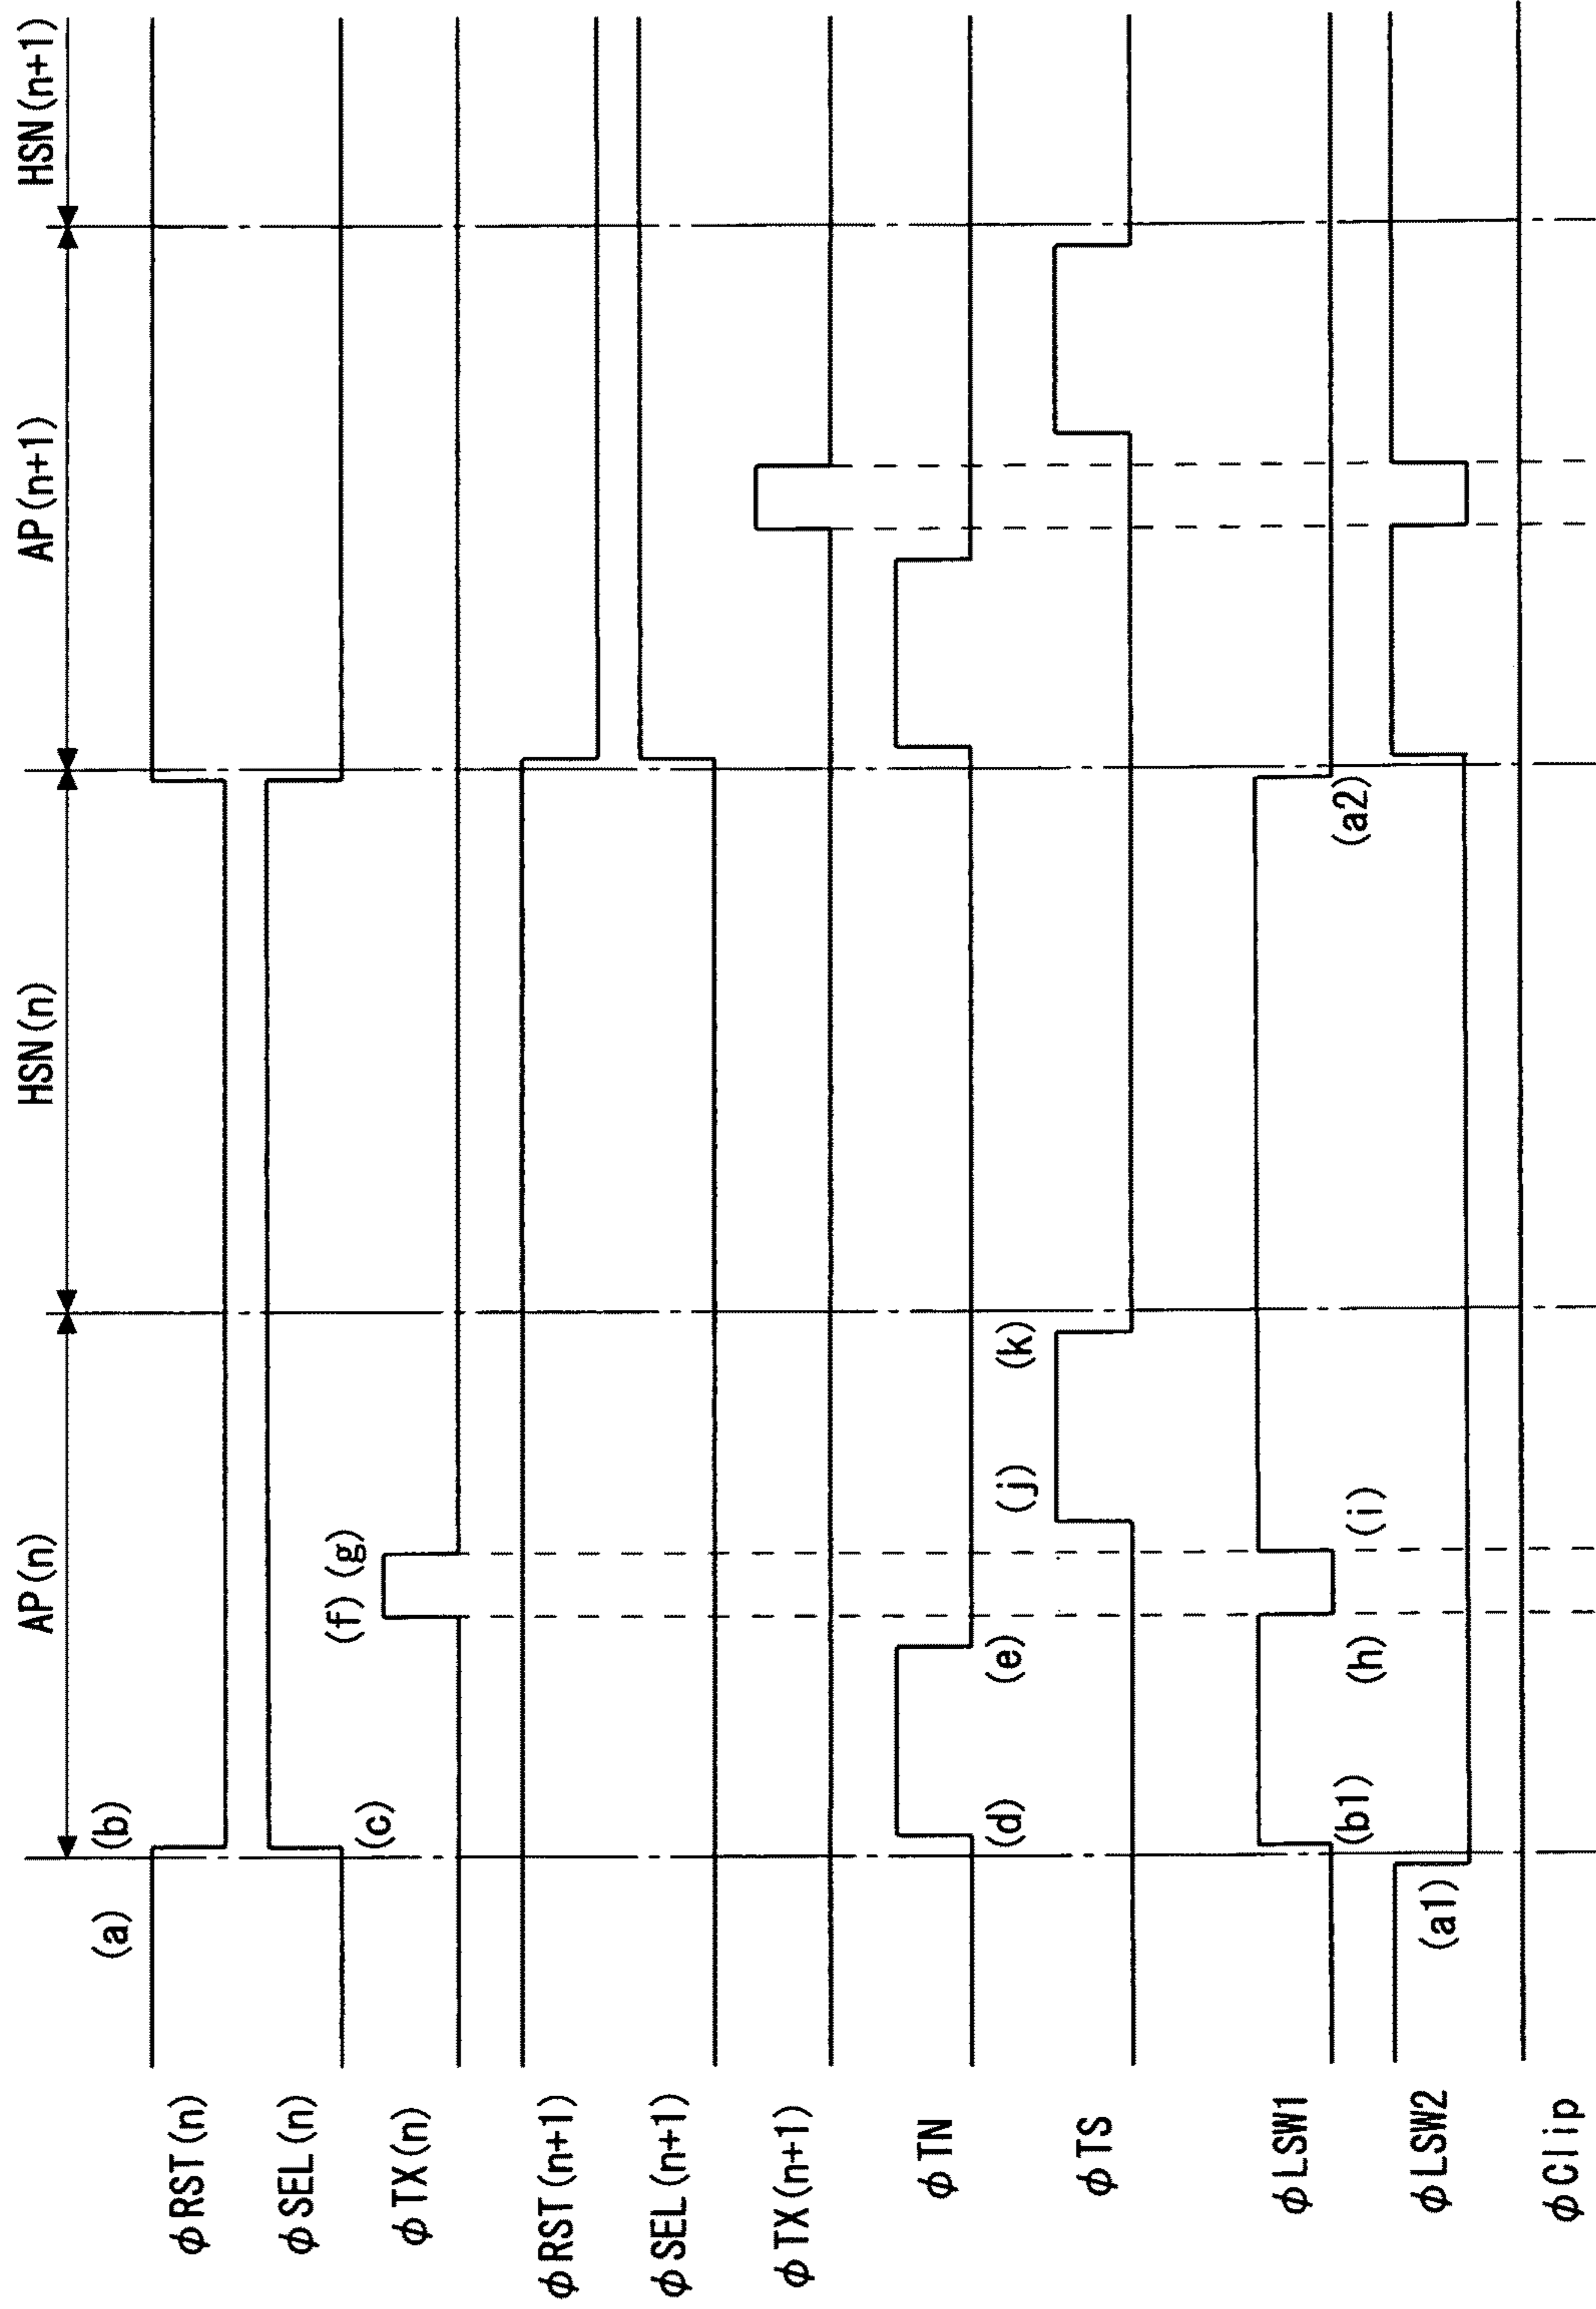 AP(n)
HSN(n)
AP(n+1)
HSN(n+1)
(a)
(b)
φRST(n)
φSEL(n)
(c)
(f)
(g)
φTX(n)
φRST(n+1)
φSEL(n+1)
φTX(n+1)
φTN
(d)
(e)
(j)
(k)
φTS
φLSW1
(b1)
(h)
(i)
(a2)
φLSW2
(a1)
φClip